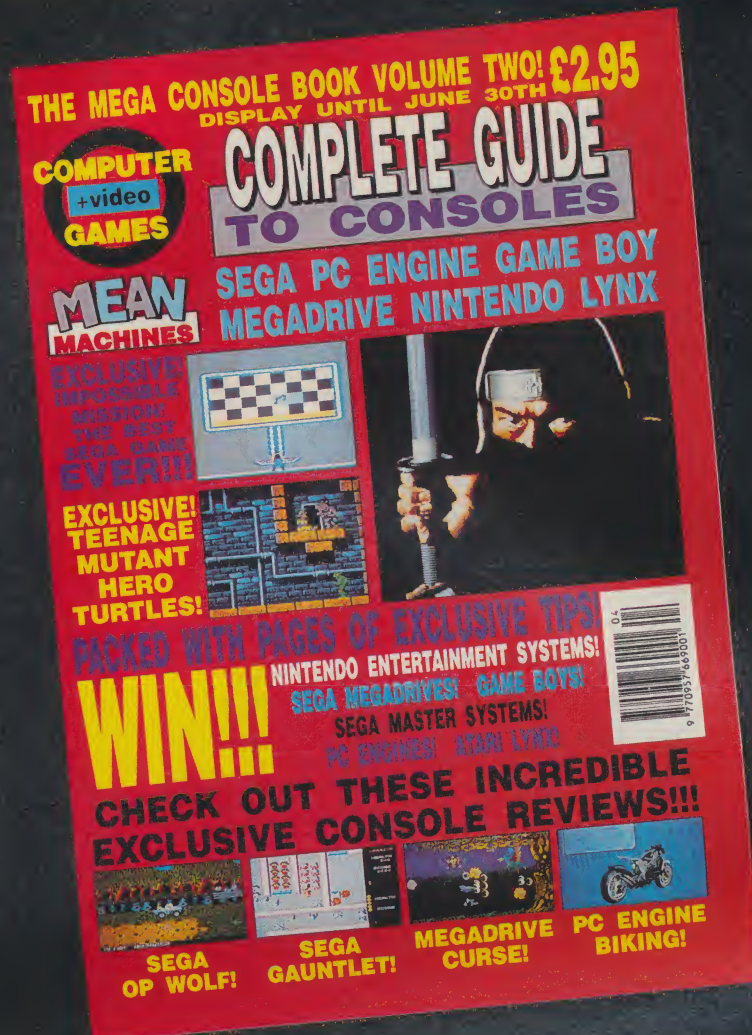 THE MEGA CONSOLE BOOK VOLUME TWO! £2.95
DISPLAY UNTIL JUNE 30TH
COMPUTER
+video
GAMES
COMPLETE GUIDE
TO CONSOLES
MEAN
MACHINES
SEGA PC ENGINE GAME BOY
MEGADRIVE NINTENDO LYNX
EXCLUSIVE!
IMPOSSIBLE
MISSION!
THE BEST
SEGA GAME
EVER!!!
EXCLUSIVE!
TEENAGE
MUTANT
HERO
TURTLES!
PACKED WITH PAGES OF EXCLUSIVE TIPS!
WIN!!!
NINTENDO ENTERTAINMENT SYSTEMS!
SEGA MEGADRIVES! GAME BOYS!
SEGA MASTER SYSTEMS!
PC ENGINES! ATARI LYNX!
04
9 770957 669001
CHECK OUT THESE INCREDIBLE
EXCLUSIVE CONSOLE REVIEWS!!!
SEGA
OP WOLF!
SEGA
GAUNTLET!
MEGADRIVE
CURSE!
PC ENGINE
BIKING!